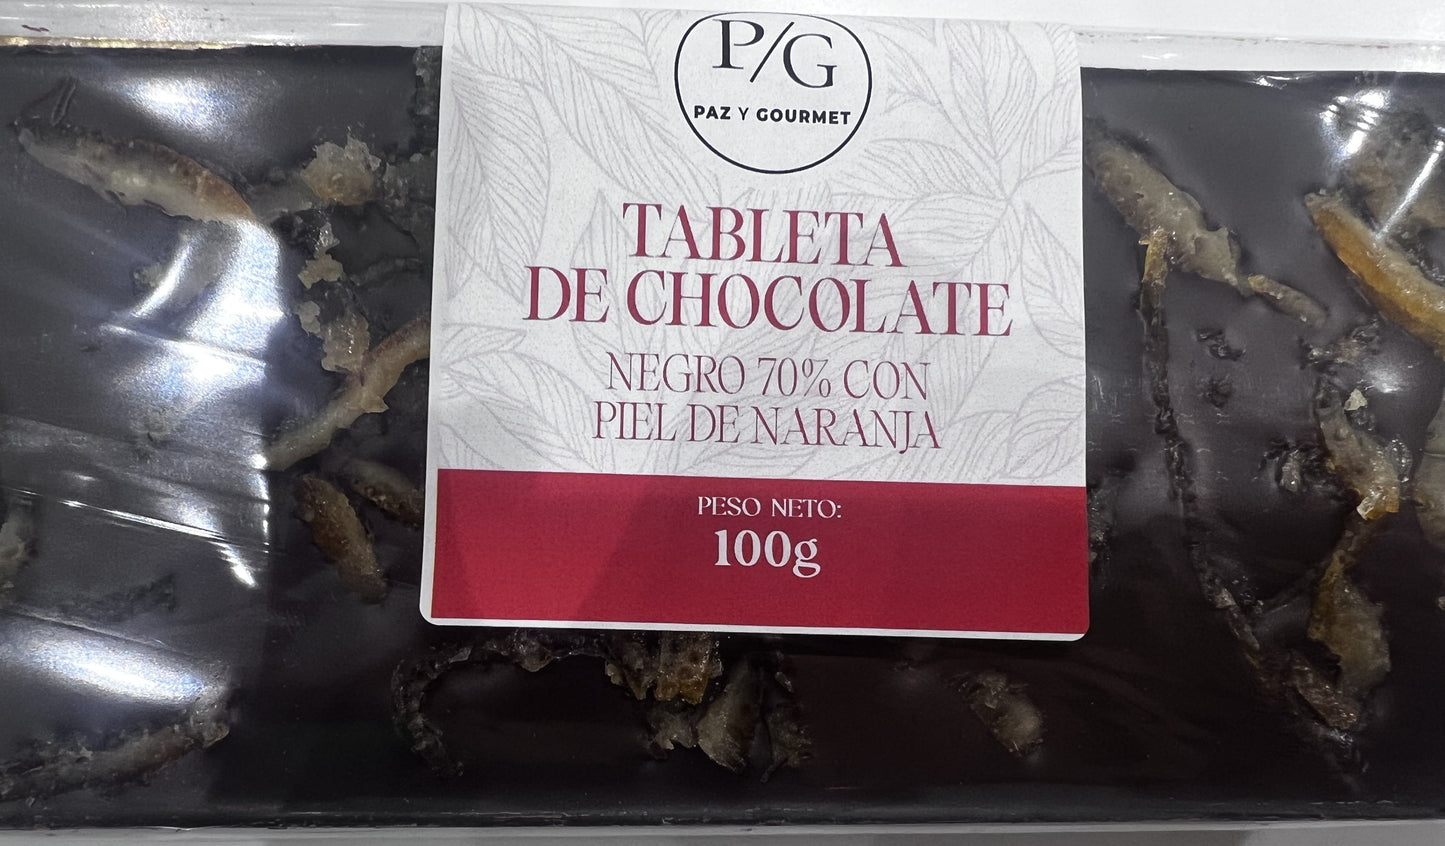 P/G
PAZ Y GOURMET
TABLETA
DE CHOCOLATE
NEGRO 70% CON
PIEL DE NARANJA
PESO NETO:
100g